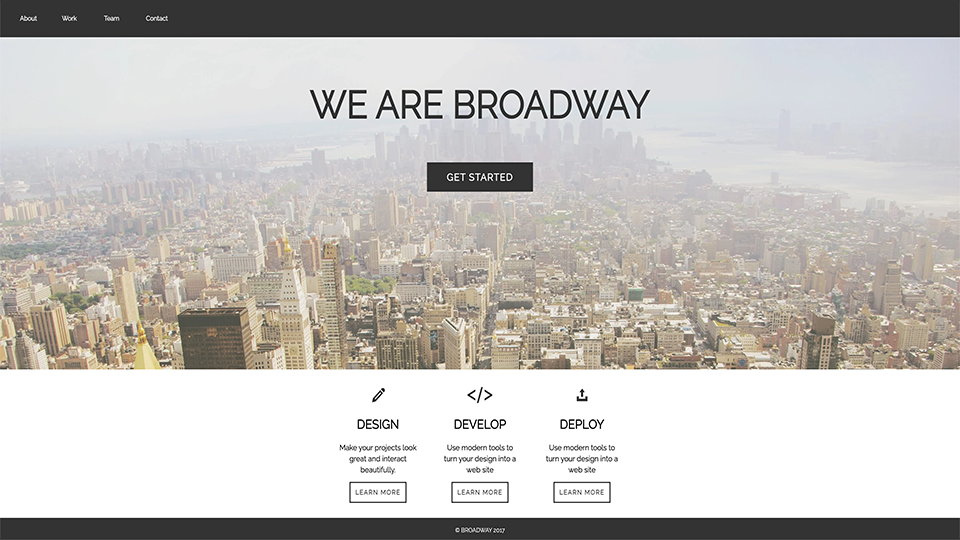 About Work Team Contact
WE ARE BROADWAY
GET STARTED
</>
DESIGN DEVELOP DEPLOY
Make your projects look Use modern tools to Use modern tools to
great and interact turn your design into a turn your design into a
beautifully. web site web site
LEARN MORE LEARN MORE LEARN MORE
© BROADWAY 2017